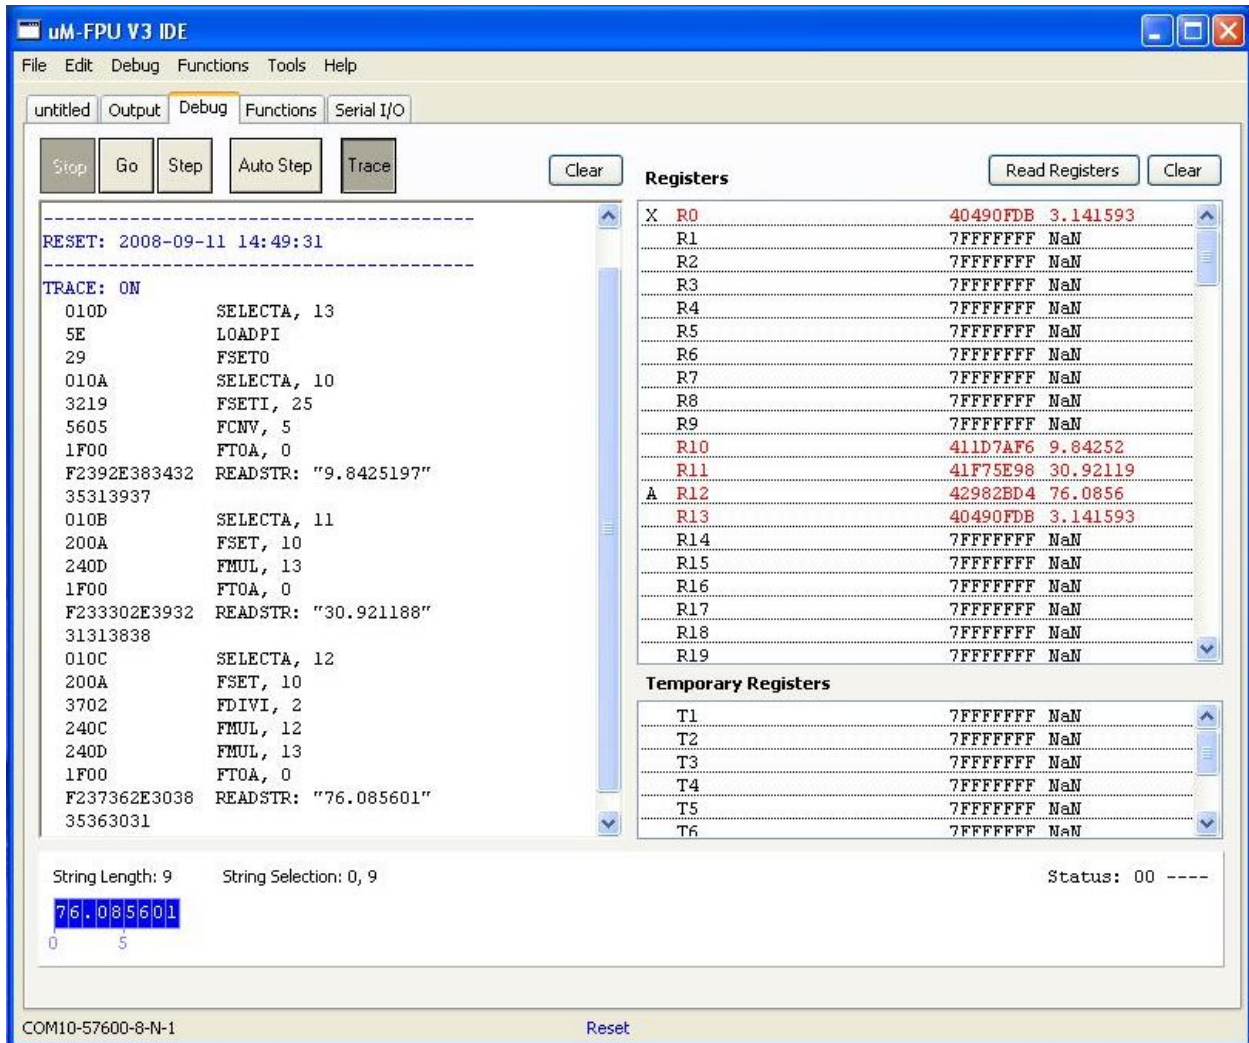 uM-FPU V3 IDE
File Edit Debug Functions Tools Help
untitled Output Debug Functions Serial I/O
Stop Go Step Auto Step Trace Clear
----------------------------------------
RESET: 2008-09-11 14:49:31
----------------------------------------
TRACE: ON
010D SELECTA, 13
5E LOADPI
29 FSET0
010A SELECTA, 10
3219 FSETI, 25
5605 FCNV, 5
1F00 FTOA, 0
F2392E383432 READSTR: "9.8425197"
35313937
010B SELECTA, 11
200A FSET, 10
240D FMUL, 13
1F00 FTOA, 0
F233302E3932 READSTR: "30.921188"
31313838
010C SELECTA, 12
200A FSET, 10
3702 FDIVI, 2
240C FMUL, 12
240D FMUL, 13
1F00 FTOA, 0
F237362E3038 READSTR: "76.085601"
35363031
Registers Read Registers Clear
X R0 40490FDB 3.141593
R1 7FFFFFFF NaN
R2 7FFFFFFF NaN
R3 7FFFFFFF NaN
R4 7FFFFFFF NaN
R5 7FFFFFFF NaN
R6 7FFFFFFF NaN
R7 7FFFFFFF NaN
R8 7FFFFFFF NaN
R9 7FFFFFFF NaN
R10 411D7AF6 9.84252
R11 41F75E98 30.92119
A R12 42982BD4 76.0856
R13 40490FDB 3.141593
R14 7FFFFFFF NaN
R15 7FFFFFFF NaN
R16 7FFFFFFF NaN
R17 7FFFFFFF NaN
R18 7FFFFFFF NaN
R19 7FFFFFFF NaN
Temporary Registers
T1 7FFFFFFF NaN
T2 7FFFFFFF NaN
T3 7FFFFFFF NaN
T4 7FFFFFFF NaN
T5 7FFFFFFF NaN
T6 7FFFFFFF NaN
String Length: 9 String Selection: 0, 9 Status: 00 ----
76.085601
0 5
COM10-57600-8-N-1 Reset